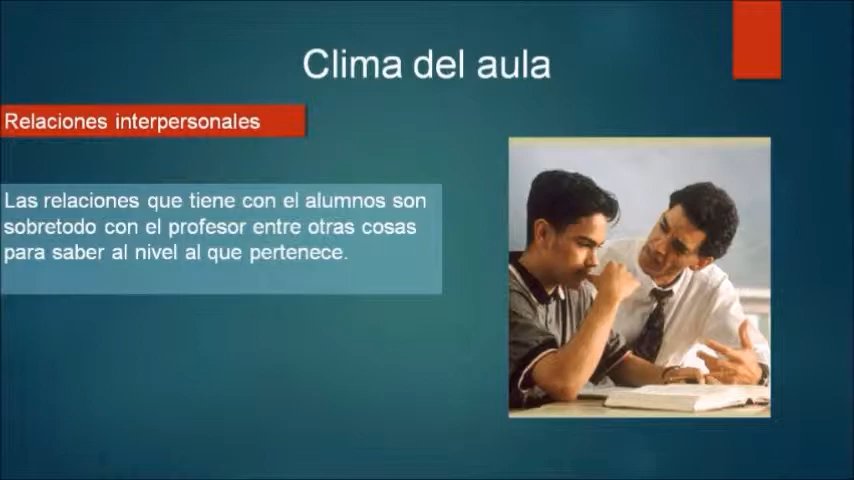 Clima del aula
Relaciones interpersonales
Las relaciones que tiene con el alumnos son
sobretodo con el profesor entre otras cosas
para saber al nivel al que pertenece.